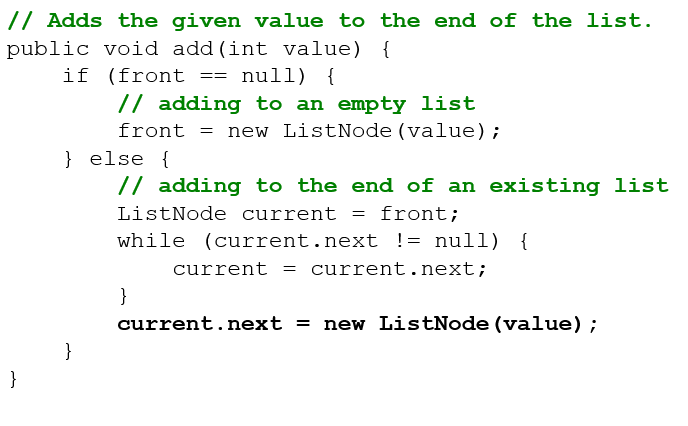 // Adds the given value to the end of the list.
public void add(int value) {
    if (front == null) {
        // adding to an empty list
        front = new ListNode(value);
    } else {
        // adding to the end of an existing list
        ListNode current = front;
        while (current.next != null) {
            current = current.next;
        }
        current.next = new ListNode(value);
    }
}